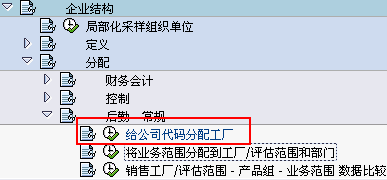 企业结构
局部化采样组织单位
定义
分配
财务会计
控制
后勤 - 常规
给公司代码分配工厂
将业务范围分配到工厂/评估范围和部门
销售工厂/评估范围 - 产品组 - 业务范围 数据比较